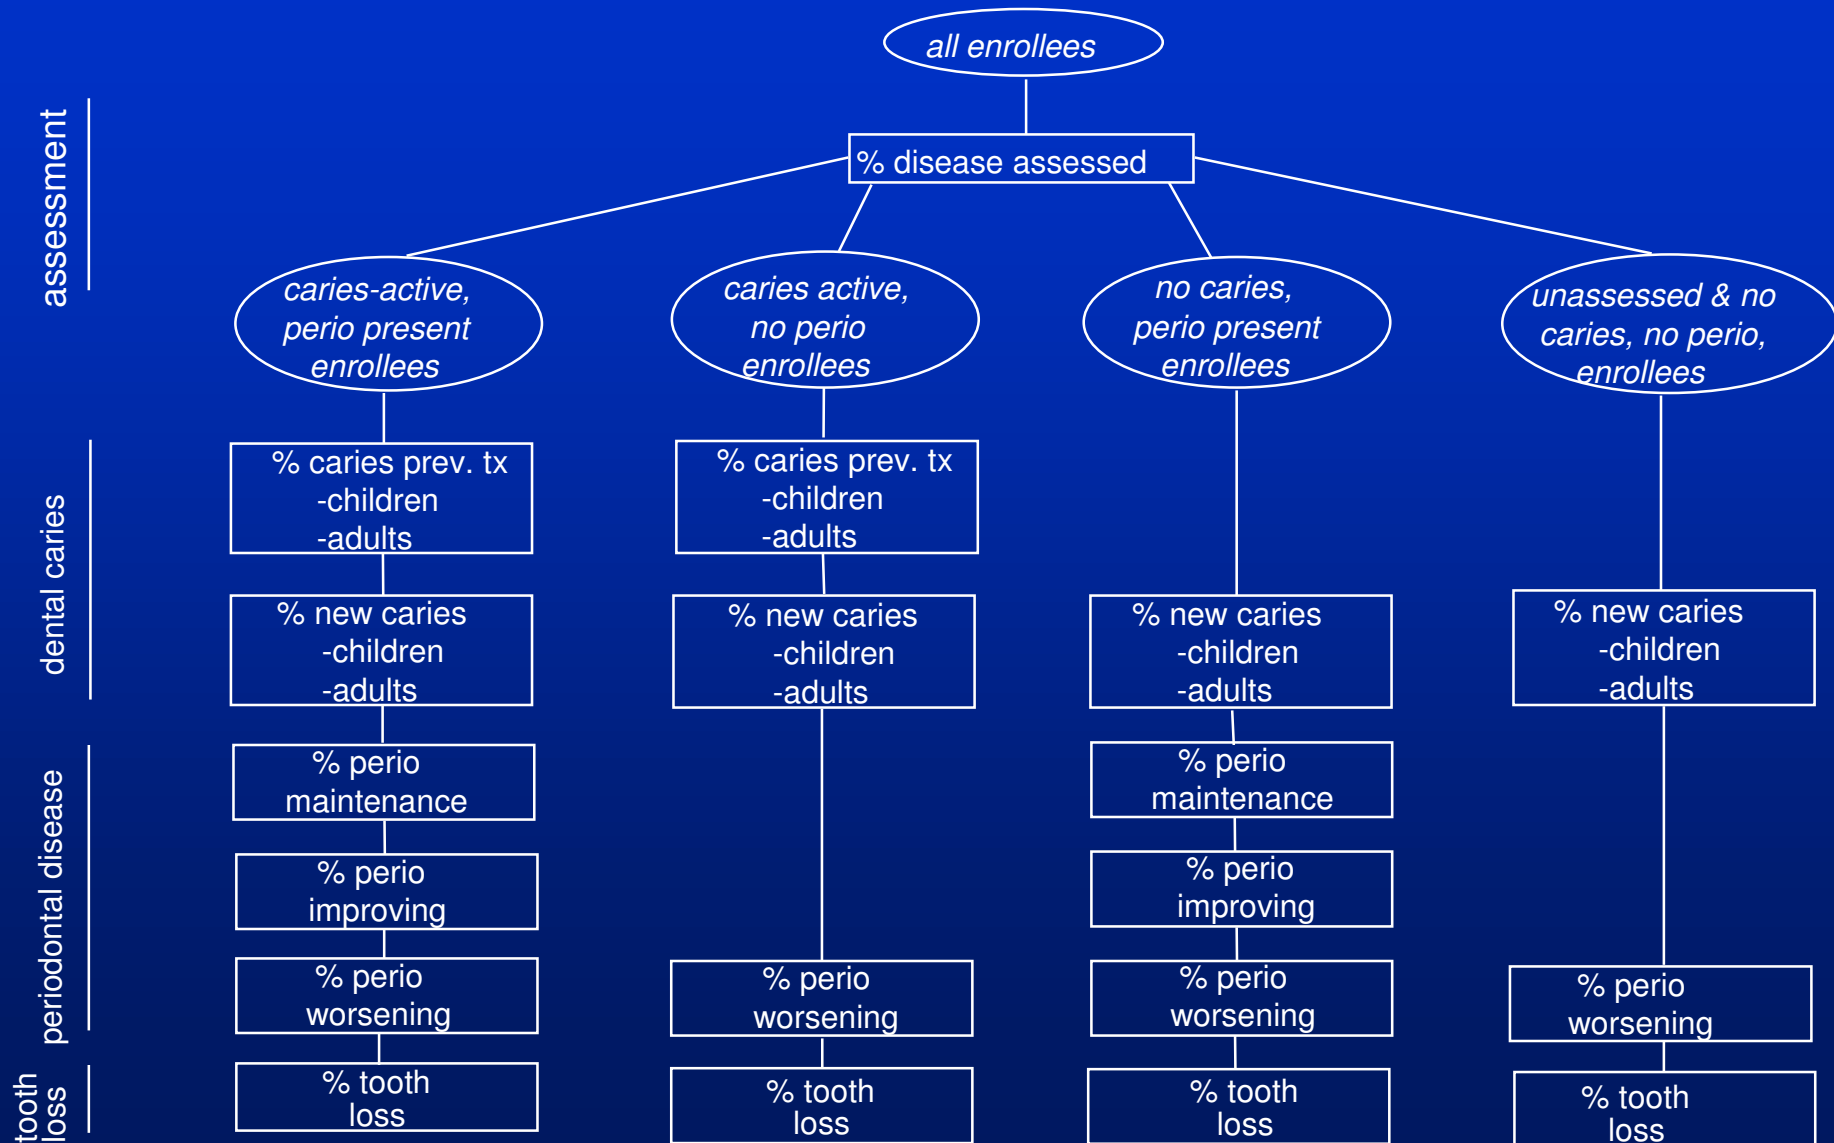 all enrollees
assessment
% disease assessed
caries-active,
perio present
enrollees
caries active,
no perio
enrollees
no caries,
perio present
enrollees
unassessed & no
caries, no perio,
enrollees
dental caries
% caries prev. tx
-children
-adults
% caries prev. tx
-children
-adults
% new caries
-children
-adults
% new caries
-children
-adults
% new caries
-children
-adults
% new caries
-children
-adults
periodontal disease
% perio
maintenance
% perio
maintenance
% perio
improving
% perio
improving
% perio
worsening
% perio
worsening
% perio
worsening
% perio
worsening
tooth
loss
% tooth
loss
% tooth
loss
% tooth
loss
% tooth
loss